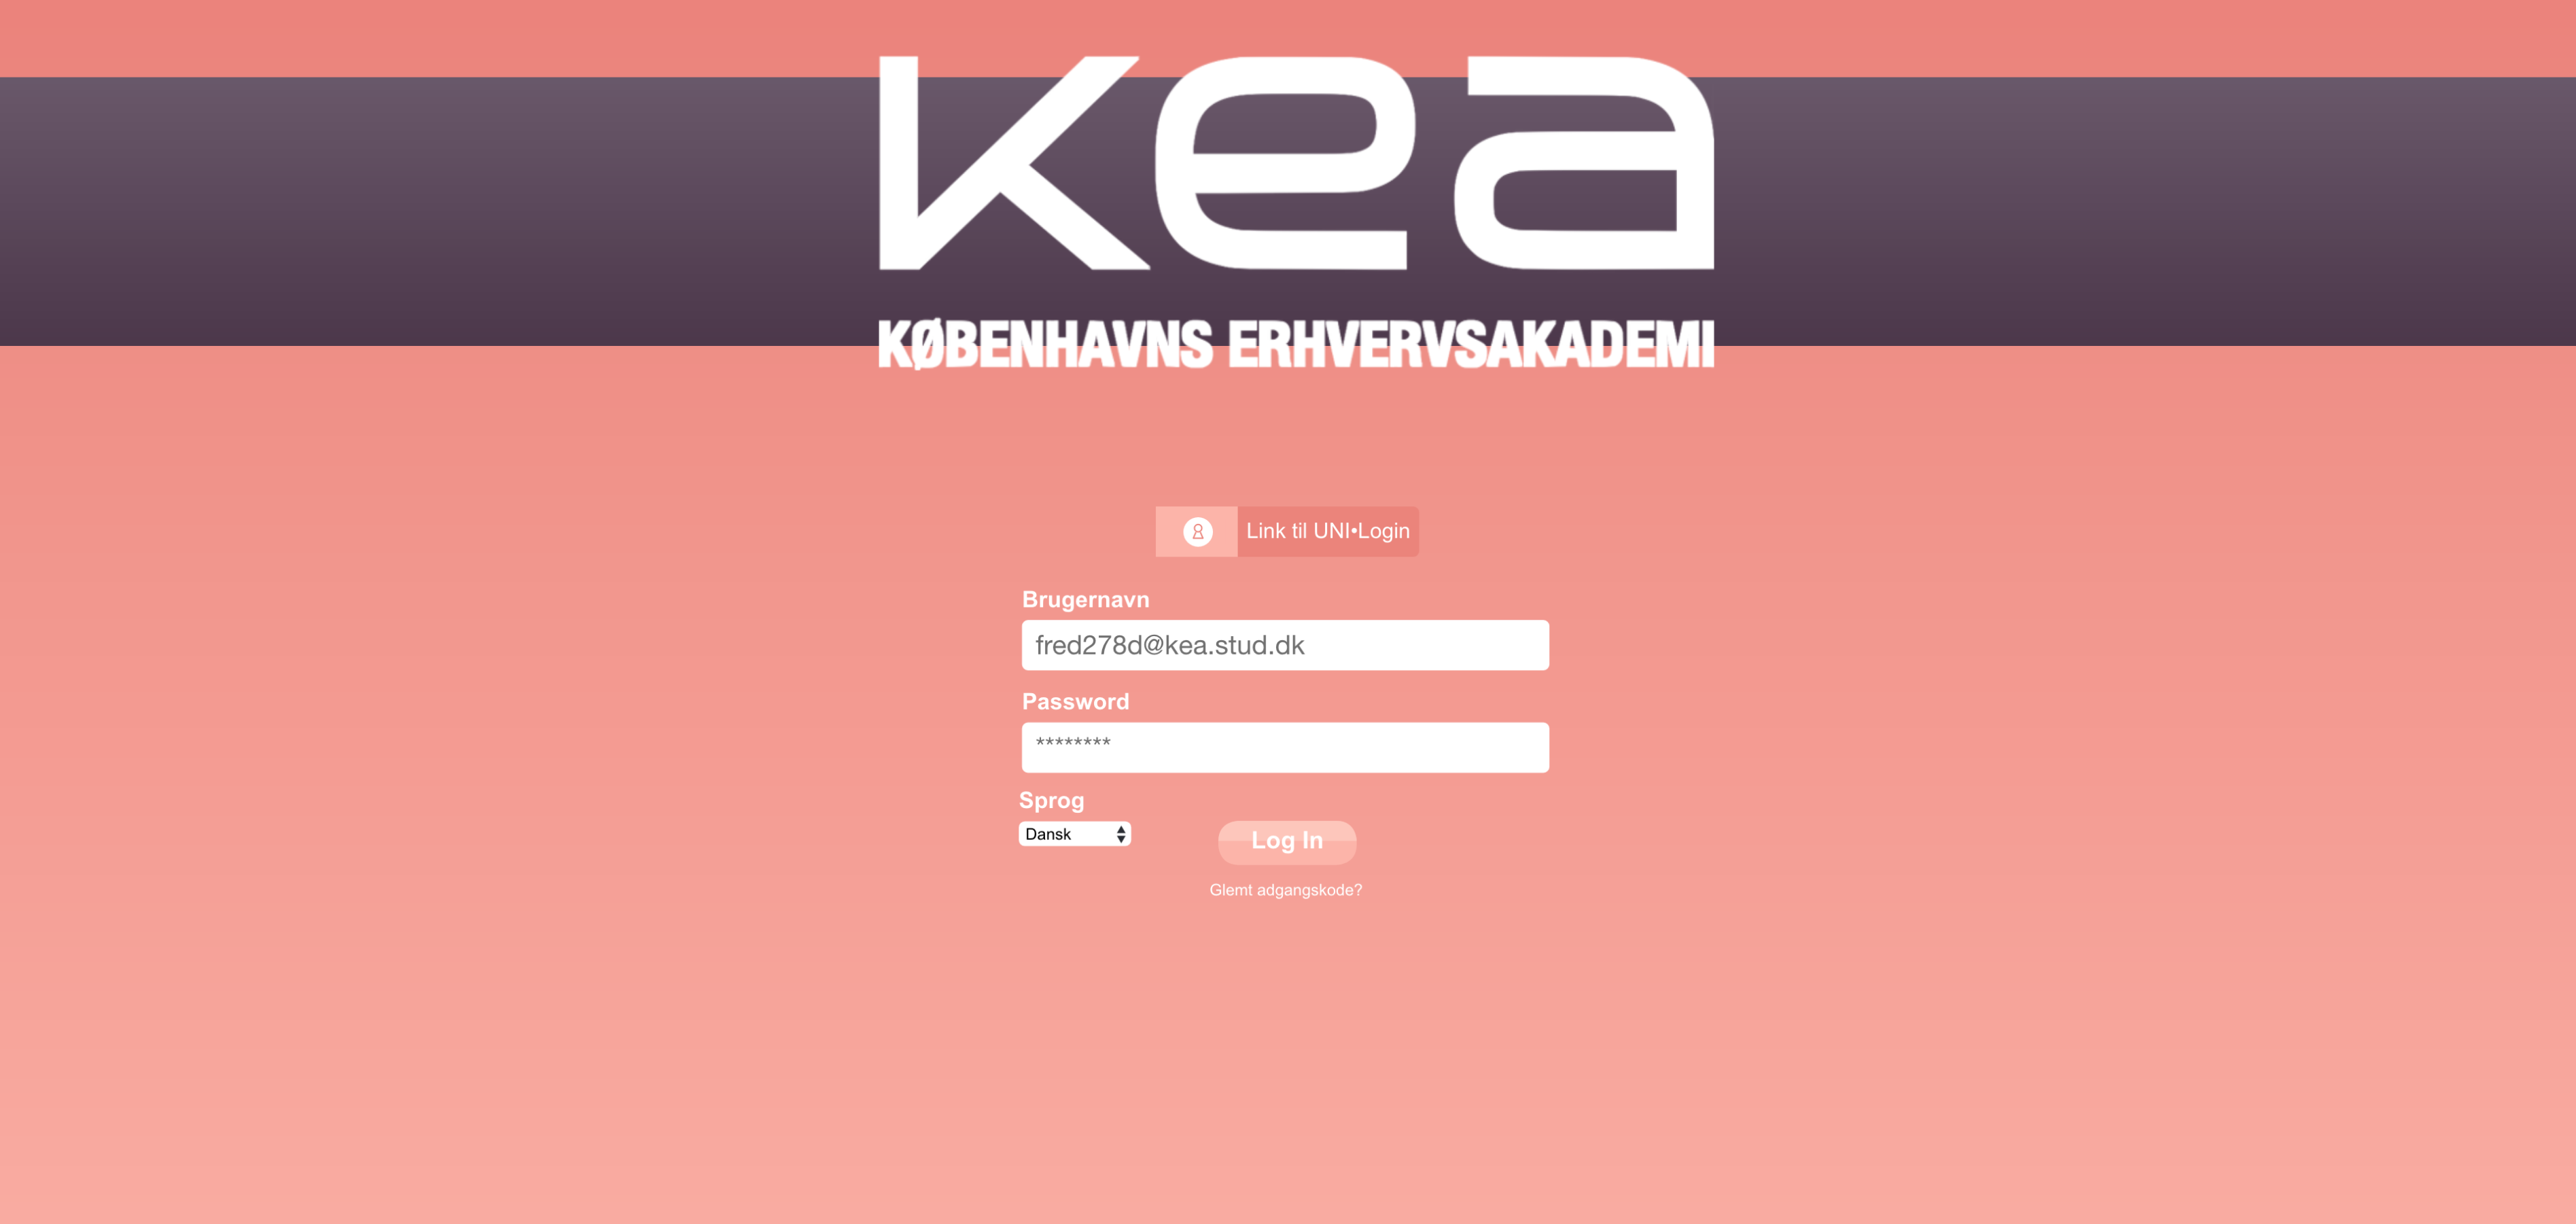 kea
KØBENHAVNS ERHVERVSAKADEMI
Link til UNI•Login
Brugernavn
fred278d@kea.stud.dk
Password
********
Sprog
Dansk
Log In
Glemt adgangskode?